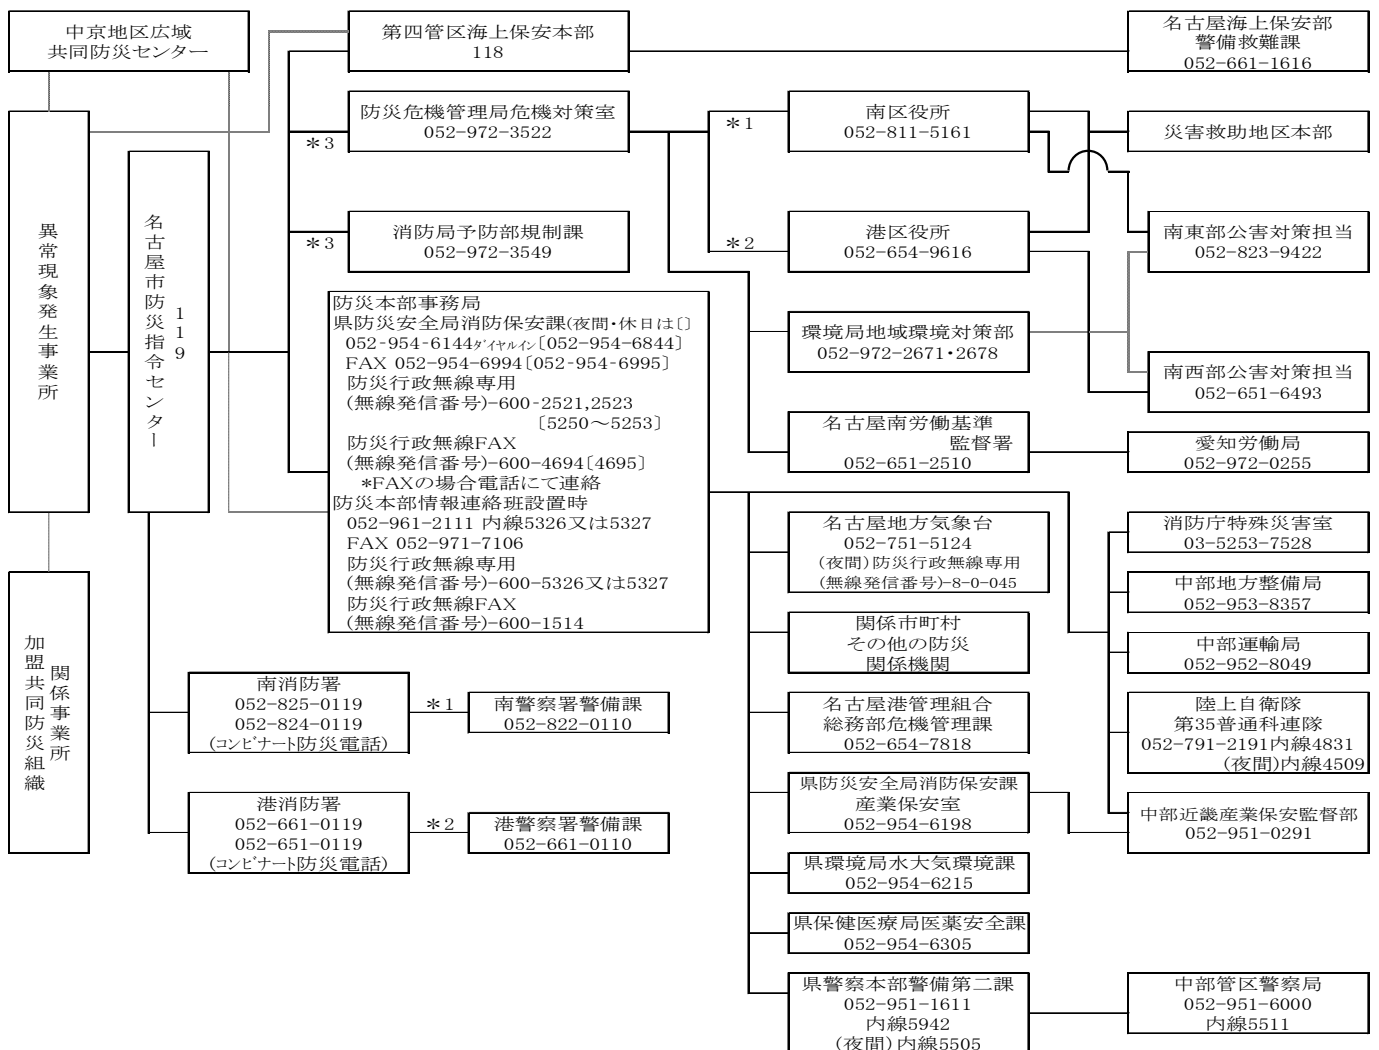 中京地区広域
共同防災センター
第四管区海上保安本部
118
名古屋海上保安部
警備救難課
052-661-1616
防災危機管理局危機対策室
052-972-3522
*3
*1
南区役所
052-811-5161
災害救助地区本部
異常現象発生事業所
名古屋市防災指令センター
119
消防局予防部規制課
052-972-3549
*3
*2
港区役所
052-654-9616
南東部公害対策担当
052-823-9422
環境局地域環境対策部
052-972-2671・2678
南西部公害対策担当
052-651-6493
名古屋南労働基準
監督署
052-651-2510
愛知労働局
052-972-0255
防災本部事務局
県防災安全局消防保安課(夜間・休日は〔〕
052-954-6144ダイヤルイン〔052-954-6844〕
FAX 052-954-6994〔052-954-6995〕
防災行政無線専用
(無線発信番号)-600-2521,2523
〔5250～5253〕
防災行政無線FAX
(無線発信番号)-600-4694〔4695〕
*FAXの場合電話にて連絡
防災本部情報連絡班設置時
052-961-2111 内線5326又は5327
FAX 052-971-7106
防災行政無線専用
(無線発信番号)-600-5326又は5327
防災行政無線FAX
(無線発信番号)-600-1514
名古屋地方気象台
052-751-5124
(夜間)防災行政無線専用
(無線発信番号)-8-0-045
消防庁特殊災害室
03-5253-7528
中部地方整備局
052-953-8357
関係市町村
その他の防災
関係機関
中部運輸局
052-952-8049
関係事業所
加盟共同防災組織
南消防署
052-825-0119
052-824-0119
(コンビナート防災電話)
*1
南警察署警備課
052-822-0110
名古屋港管理組合
総務部危機管理課
052-654-7818
陸上自衛隊
第35普通科連隊
052-791-2191内線4831
(夜間)内線4509
港消防署
052-661-0119
052-651-0119
(コンビナート防災電話)
*2
港警察署警備課
052-661-0110
県防災安全局消防保安課
産業保安室
052-954-6198
中部近畿産業保安監督部
052-951-0291
県環境局水大気環境課
052-954-6215
県保健医療局医薬安全課
052-954-6305
県警察本部警備第二課
052-951-1611
内線5942
(夜間)内線5505
中部管区警察局
052-951-6000
内線5511